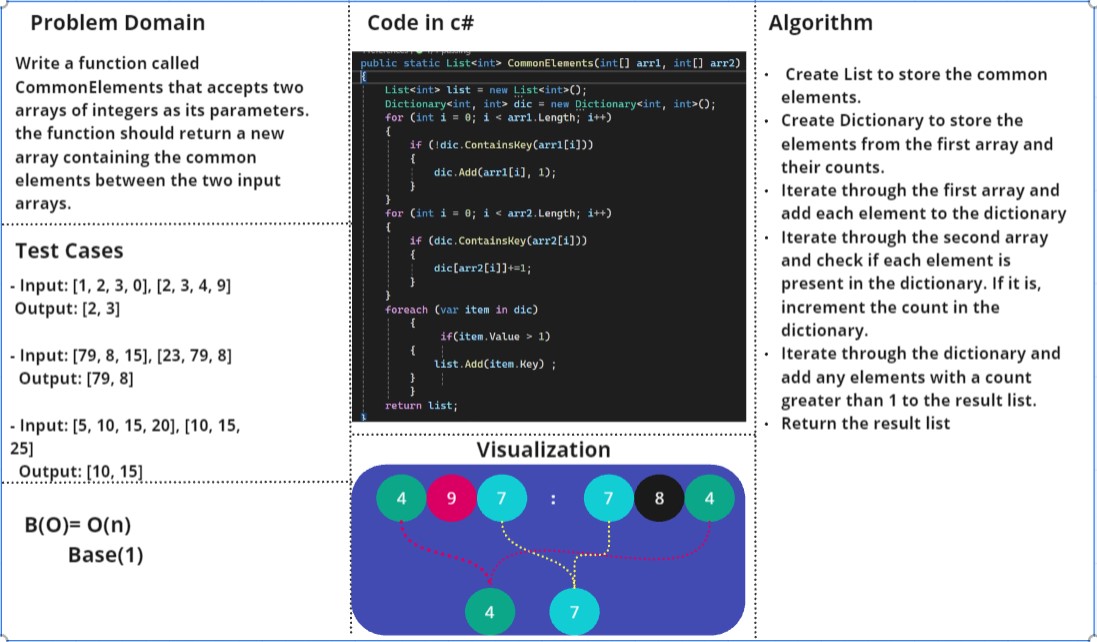 Problem Domain
Write a function called
CommonElements that accepts two
arrays of integers as its parameters.
the function should return a new
array containing the common
elements between the two input
arrays.
Test Cases
- Input: [1, 2, 3, 0], [2, 3, 4, 9]
Output: [2, 3]
- Input: [79, 8, 15], [23, 79, 8]
Output: [79, 8]
- Input: [5, 10, 15, 20], [10, 15,
25]
Output: [10, 15]
B(O)= O(n)
Base(1)
Code in c#
public static List<int> CommonElements(int[] arr1, int[] arr2)
{
List<int> list = new List<int>();
Dictionary<int, int> dic = new Dictionary<int, int>();
for (int i = 0; i < arr1.Length; i++)
{
if (!dic.ContainsKey(arr1[i]))
{
dic.Add(arr1[i], 1);
}
}
for (int i = 0; i < arr2.Length; i++)
{
if (dic.ContainsKey(arr2[i]))
{
dic[arr2[i]]+=1;
}
}
foreach (var item in dic)
{
if(item.Value > 1)
{
list.Add(item.Key) ;
}
}
return list;
}
Visualization
4 9 7 : 7 8 4
4 7
Algorithm
• Create List to store the common
elements.
• Create Dictionary to store the
elements from the first array and
their counts.
• Iterate through the first array and
add each element to the dictionary
• Iterate through the second array
and check if each element is
present in the dictionary. If it is,
increment the count in the
dictionary.
• Iterate through the dictionary and
add any elements with a count
greater than 1 to the result list.
• Return the result list